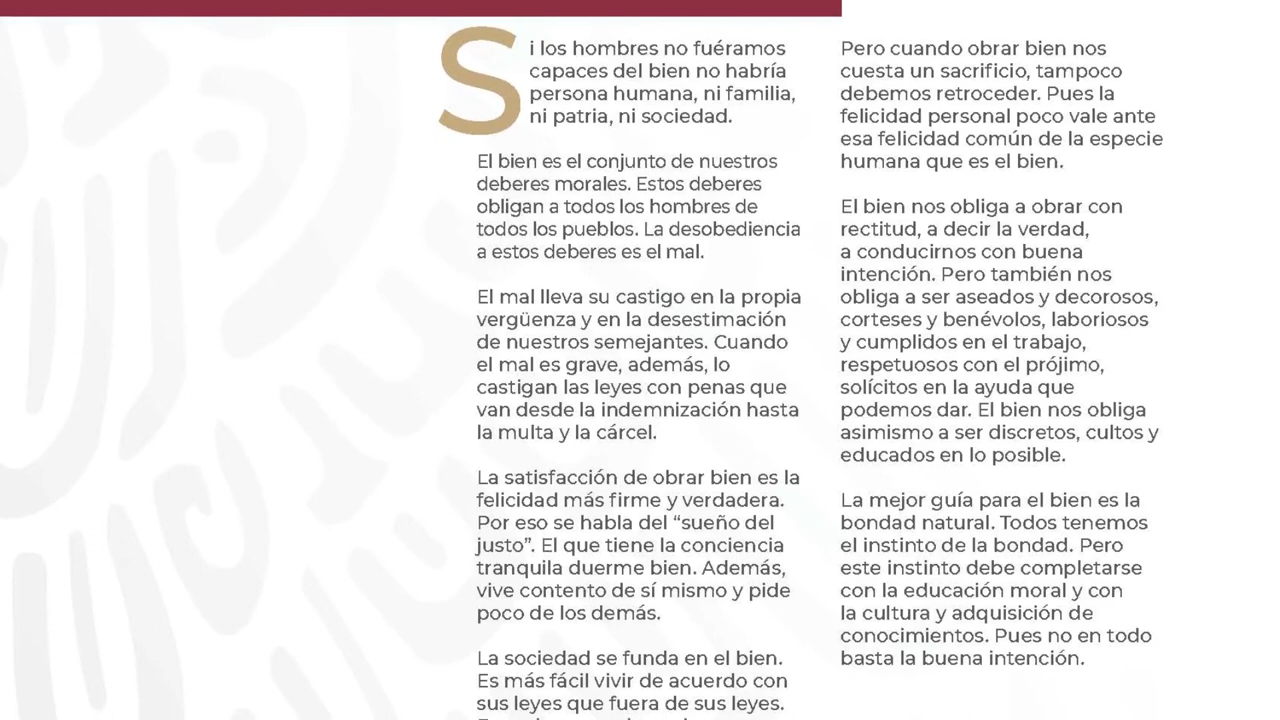 Si los hombres no fuéramos
capaces del bien no habría
persona humana, ni familia,
ni patria, ni sociedad.
El bien es el conjunto de nuestros
deberes morales. Estos deberes
obligan a todos los hombres de
todos los pueblos. La desobediencia
a estos deberes es el mal.
El mal lleva su castigo en la propia
vergüenza y en la desestimación
de nuestros semejantes. Cuando
el mal es grave, además, lo
castigan las leyes con penas que
van desde la indemnización hasta
la multa y la cárcel.
La satisfacción de obrar bien es la
felicidad más firme y verdadera.
Por eso se habla del “sueño del
justo”. El que tiene la conciencia
tranquila duerme bien. Además,
vive contento de sí mismo y pide
poco de los demás.
La sociedad se funda en el bien.
Es más fácil vivir de acuerdo con
sus leyes que fuera de sus leyes.
Pero cuando obrar bien nos
cuesta un sacrificio, tampoco
debemos retroceder. Pues la
felicidad personal poco vale ante
esa felicidad común de la especie
humana que es el bien.
El bien nos obliga a obrar con
rectitud, a decir la verdad,
a conducirnos con buena
intención. Pero también nos
obliga a ser aseados y decorosos,
corteses y benévolos, laboriosos
y cumplidos en el trabajo,
respetuosos con el prójimo,
solícitos en la ayuda que
podemos dar. El bien nos obliga
asimismo a ser discretos, cultos y
educados en lo posible.
La mejor guía para el bien es la
bondad natural. Todos tenemos
el instinto de la bondad. Pero
este instinto debe completarse
con la educación moral y con
la cultura y adquisición de
conocimientos. Pues no en todo
basta la buena intención.